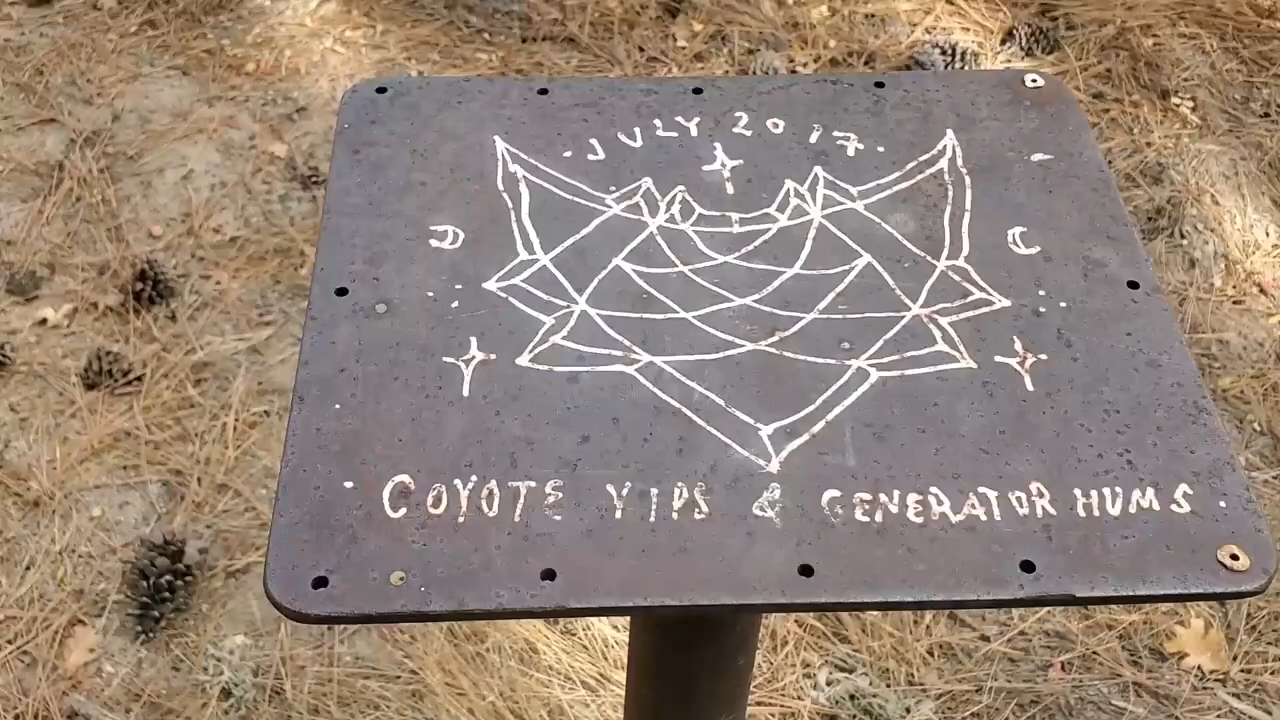 · JULY 2017 ·
· COYOTE YIPS & GENERATOR HUMS ·